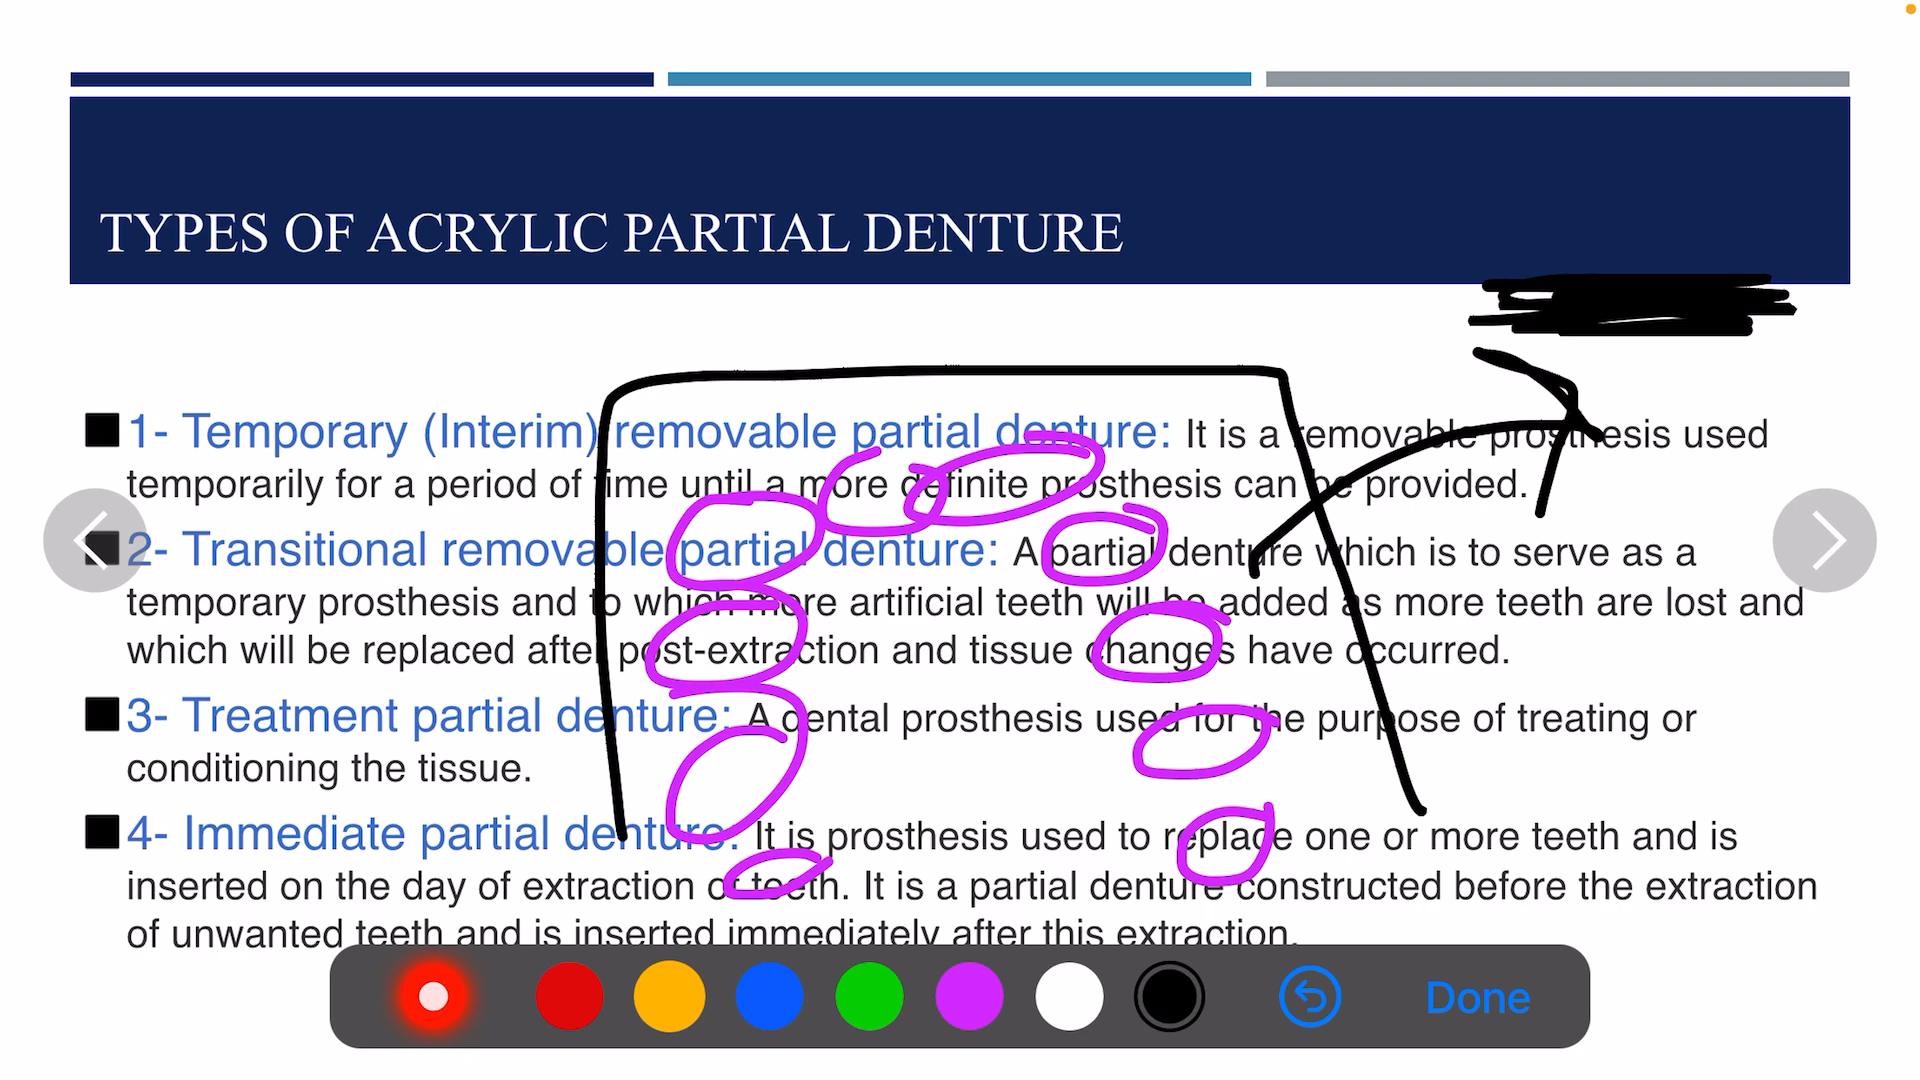 TYPES OF ACRYLIC PARTIAL DENTURE
1- Temporary (Interim) removable partial denture: It is a removable prosthesis used
temporarily for a period of time until a more definite prosthesis can be provided.
2- Transitional removable partial denture: A partial denture which is to serve as a
temporary prosthesis and to which more artificial teeth will be added as more teeth are lost and
which will be replaced after post-extraction and tissue changes have occurred.
3- Treatment partial denture: A dental prosthesis used for the purpose of treating or
conditioning the tissue.
4- Immediate partial denture: It is prosthesis used to replace one or more teeth and is
inserted on the day of extraction of teeth. It is a partial denture constructed before the extraction
of unwanted teeth and is inserted immediately after this extraction.
Done